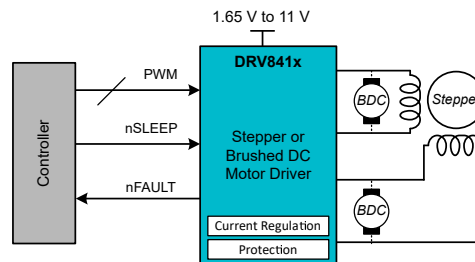 1.65 V to 11 V
DRV841x
PWM
nSLEEP
nFAULT
Controller
Stepper or
Brushed DC
Motor Driver
Current Regulation
Protection
BDC
Stepper
BDC